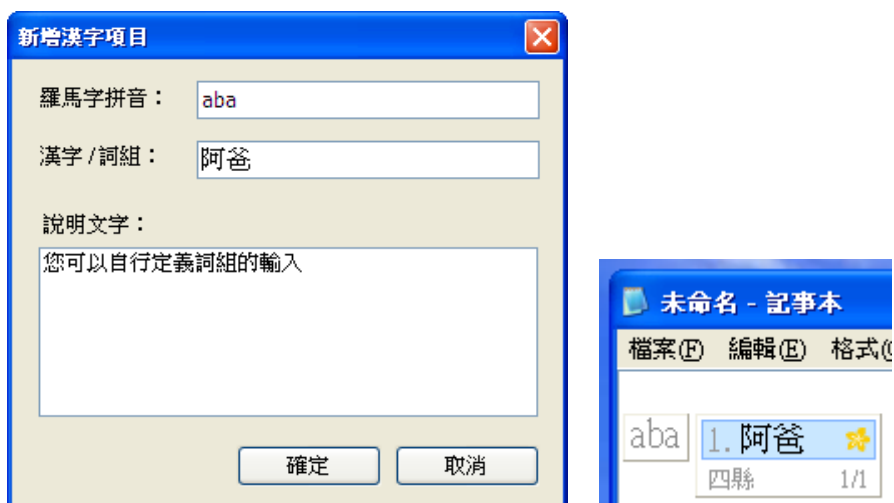 新增漢字項目
羅馬字拼音： aba
漢字/詞組： 阿爸
說明文字：
您可以自行定義詞組的輸入
確定 取消
未命名 - 記事本
檔案(F) 編輯(E) 格式(
aba 1. 阿爸
四縣 1/1